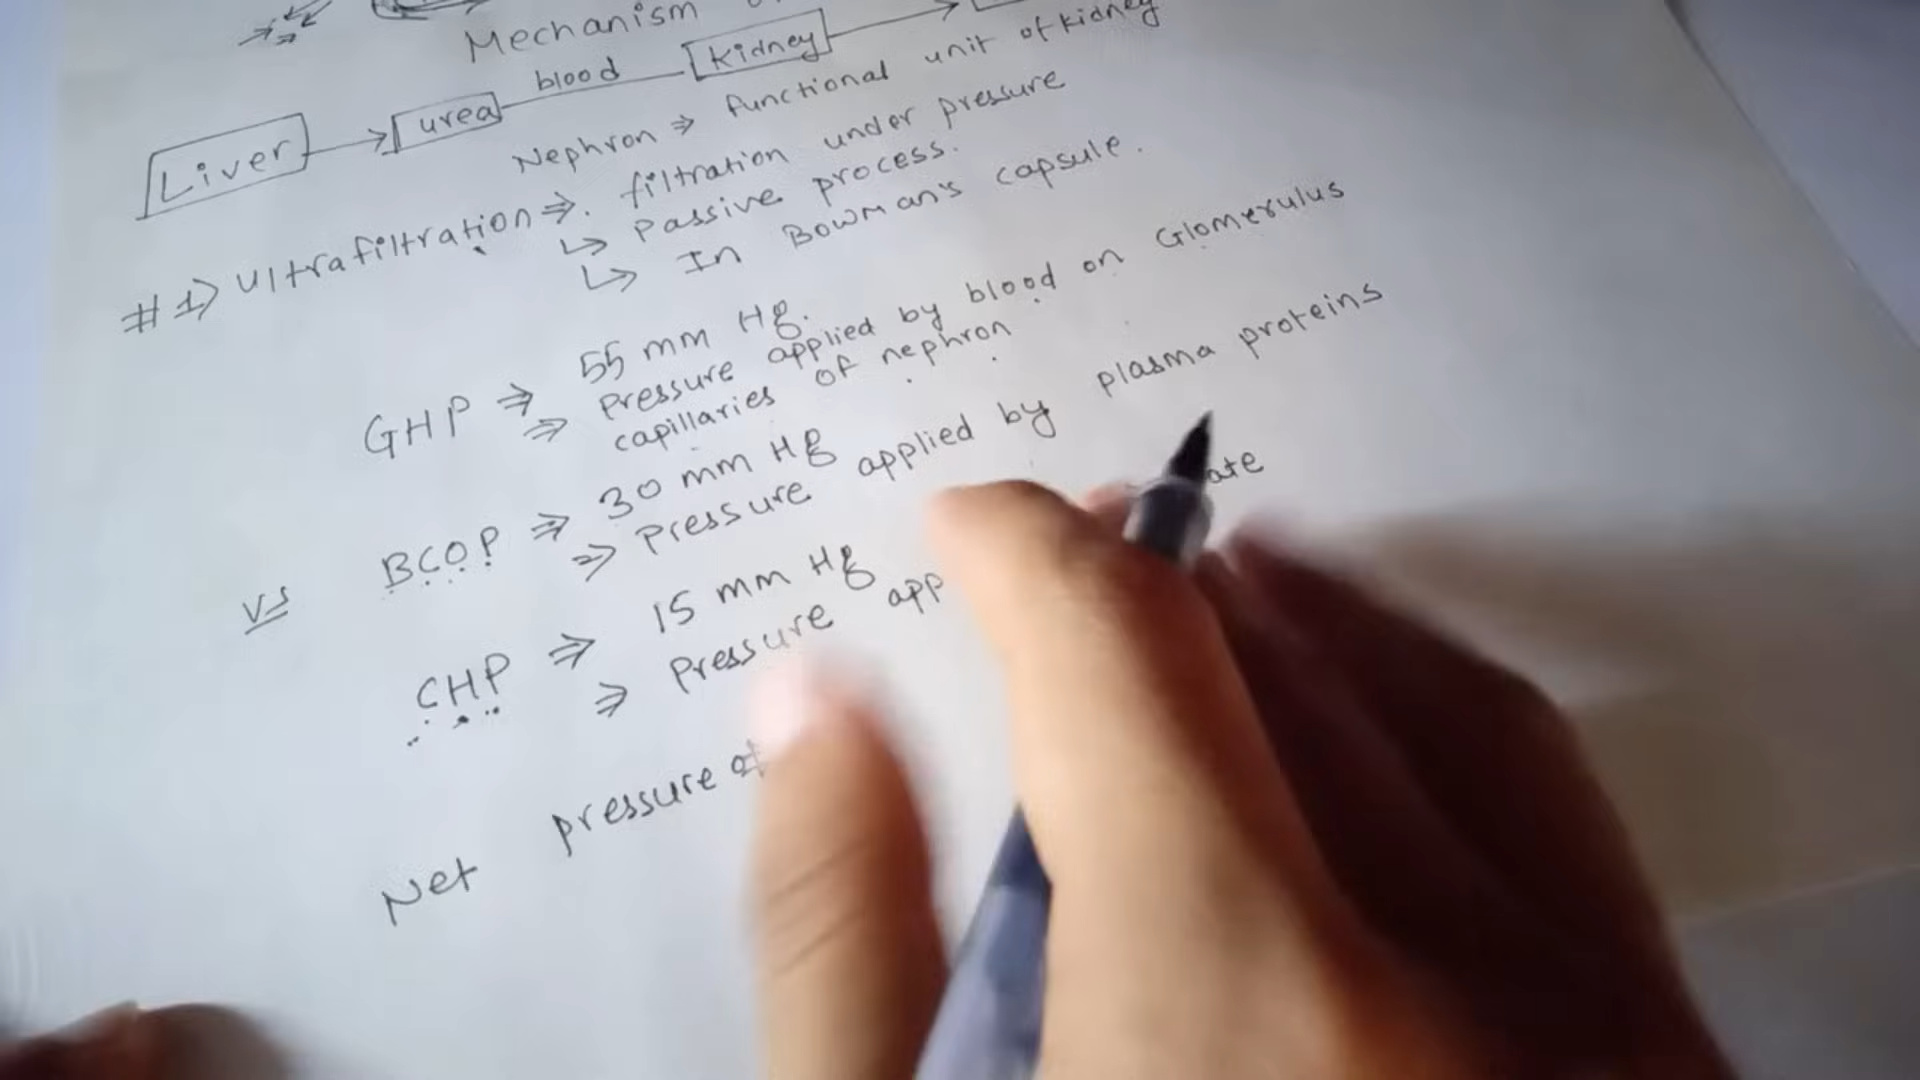 Mechanism
Liver → urea blood kidney →
Nephron ⇒ functional unit of kidney
#1) Ultrafiltration ⇒. filtration under pressure
↳ Passive process.
↳ In Bowman's capsule.
GHP ⇒ 55 mm Hg.
⇒ Pressure applied by blood on Glomerulus
capillaries of nephron
BCOP ⇒ 30 mm Hg
⇒ Pressure applied by plasma proteins
vs
CHP ⇒ 15 mm Hg
⇒ Pressure
Net pressure of